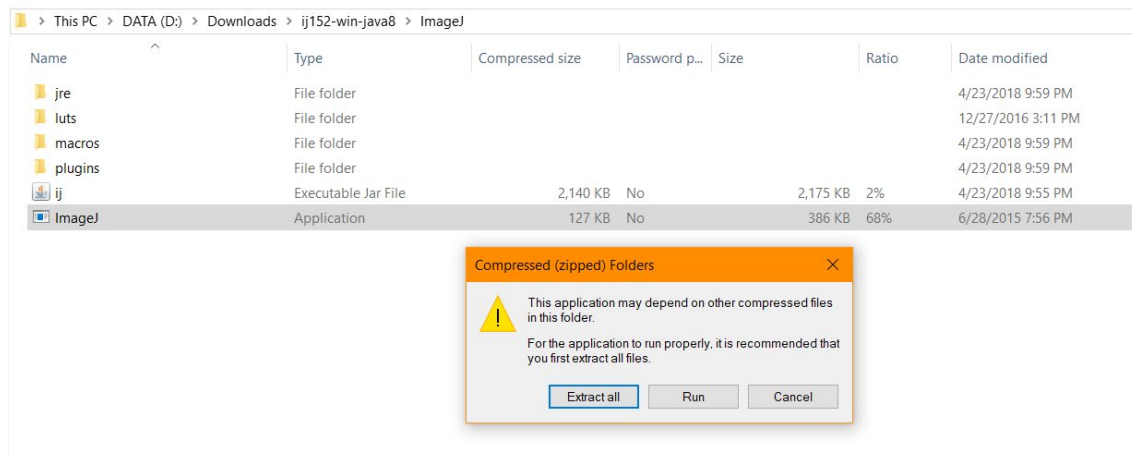 This PC > DATA (D:) > Downloads > ij152-win-java8 > ImageJ
Name Type Compressed size Password p... Size Ratio Date modified
jre File folder 4/23/2018 9:59 PM
luts File folder 12/27/2016 3:11 PM
macros File folder 4/23/2018 9:59 PM
plugins File folder 4/23/2018 9:59 PM
ij Executable Jar File 2,140 KB No 2,175 KB 2% 4/23/2018 9:55 PM
ImageJ Application 127 KB No 386 KB 68% 6/28/2015 7:56 PM
Compressed (zipped) Folders
This application may depend on other compressed files
in this folder.
For the application to run properly, it is recommended that
you first extract all files.
Extract all Run Cancel